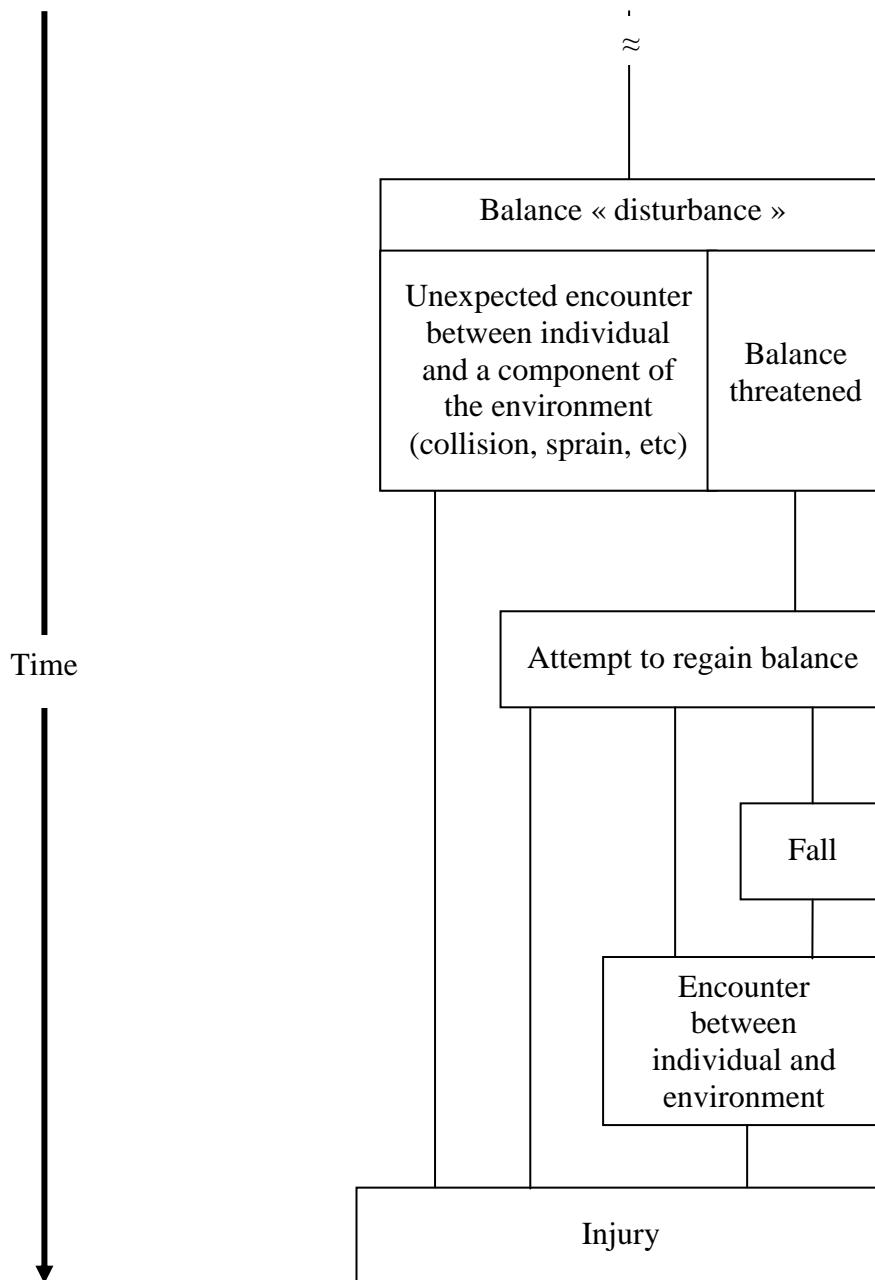 ≈
Balance « disturbance »
Unexpected encounter
between individual
and a component of
the environment
(collision, sprain, etc)
Balance
threatened
Attempt to regain balance
Time
Fall
Encounter
between
individual and
environment
Injury